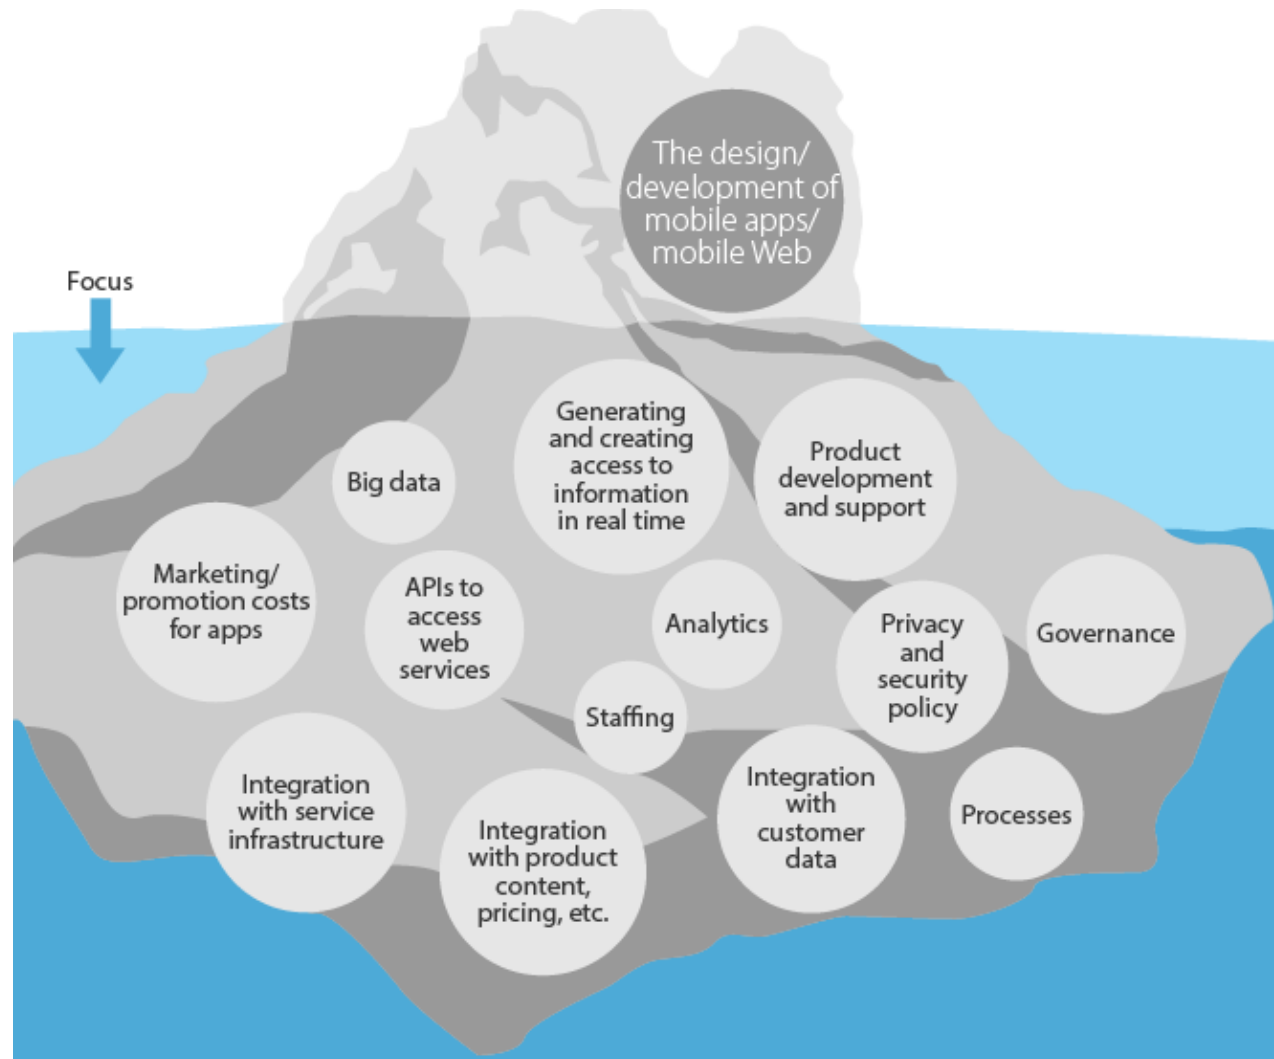 The design/
development of
mobile apps/
mobile Web
Focus
Generating
and creating
access to
information
in real time
Product
development
and support
Big data
Marketing/
promotion costs
for apps
APIs to
access
web
services
Analytics
Privacy
and
security
policy
Governance
Staffing
Integration
with service
infrastructure
Integration
with product
content,
pricing, etc.
Integration
with
customer
data
Processes